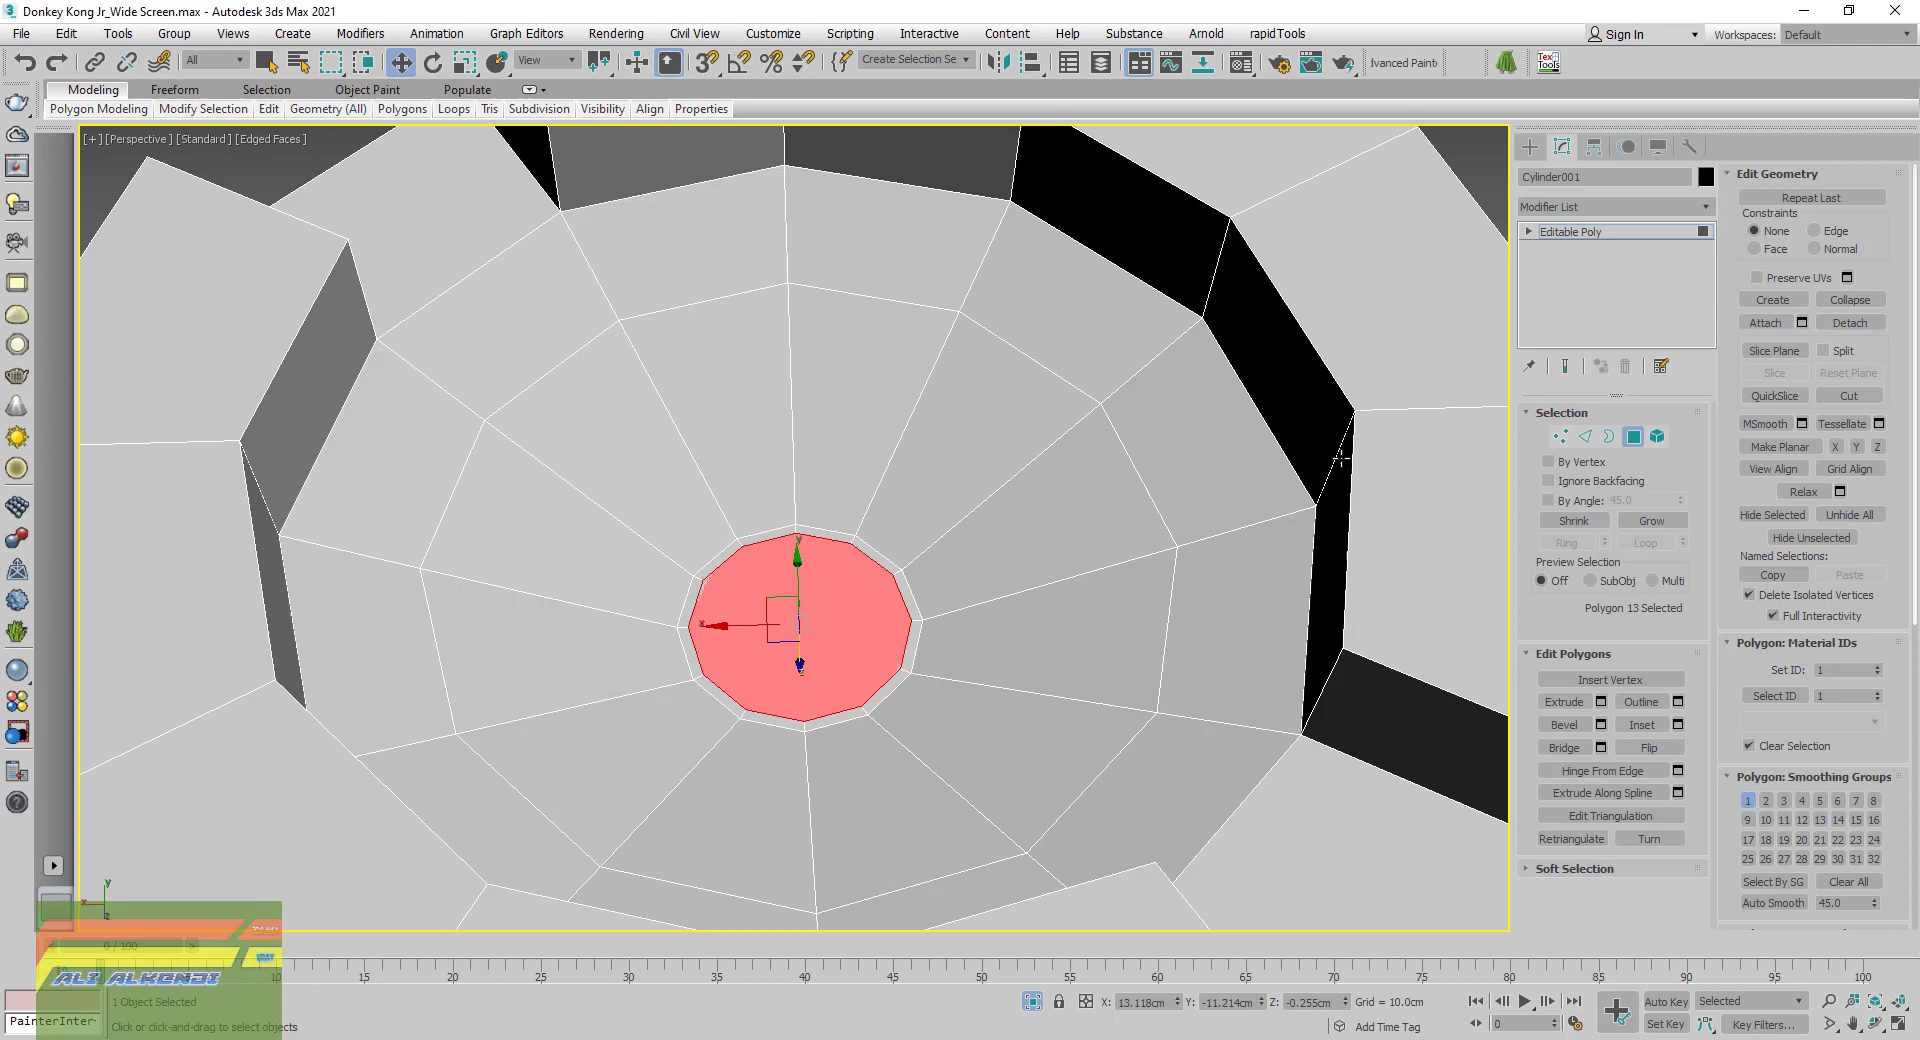 Donkey Kong Jr_Wide Screen.max - Autodesk 3ds Max 2021
File Edit Tools Group Views Create Modifiers Animation Graph Editors Rendering Civil View Customize Scripting Interactive Content Help Substance Arnold rapidTools Sign In Workspaces: Default
All View Create Selection Se Ivanced Painti
Modeling Freeform Selection Object Paint Populate
Polygon Modeling Modify Selection Edit Geometry (All) Polygons Loops Tris Subdivision Visibility Align Properties
[+] [Perspective ] [Standard ] [Edged Faces ]
Cylinder001
Modifier List
Editable Poly
Selection
By Vertex
Ignore Backfacing
By Angle: 45.0
Shrink Grow
Ring Loop
Preview Selection
Off SubObj Multi
Polygon 13 Selected
Edit Polygons
Insert Vertex
Extrude Outline
Bevel Inset
Bridge Flip
Hinge From Edge
Extrude Along Spline
Edit Triangulation
Retriangulate Turn
Soft Selection
Edit Geometry
Repeat Last
Constraints
None Edge
Face Normal
Preserve UVs
Create Collapse
Attach Detach
Slice Plane Split
Slice Reset Plane
QuickSlice Cut
MSmooth Tessellate
Make Planar X Y Z
View Align Grid Align
Relax
Hide Selected Unhide All
Hide Unselected
Named Selections:
Copy Paste
Delete Isolated Vertices
Full Interactivity
Polygon: Material IDs
Set ID: 1
Select ID 1
Clear Selection
Polygon: Smoothing Groups
1 2 3 4 5 6 7 8
9 10 11 12 13 14 15 16
17 18 19 20 21 22 23 24
25 26 27 28 29 30 31 32
Select By SG Clear All
Auto Smooth 45.0
x y z
x y z
0 / 100
10 15 20 25 30 35 40 45 50 55 60 65 70 75 80 85 90 95 100
ALI ALKENDI
1 Object Selected
PainterInter
Click or click-and-drag to select objects
X: 13.118cm Y: -11.214cm Z: -0.255cm Grid = 10.0cm
Add Time Tag
0
Auto Key Selected
Set Key Key Filters...
TexTools